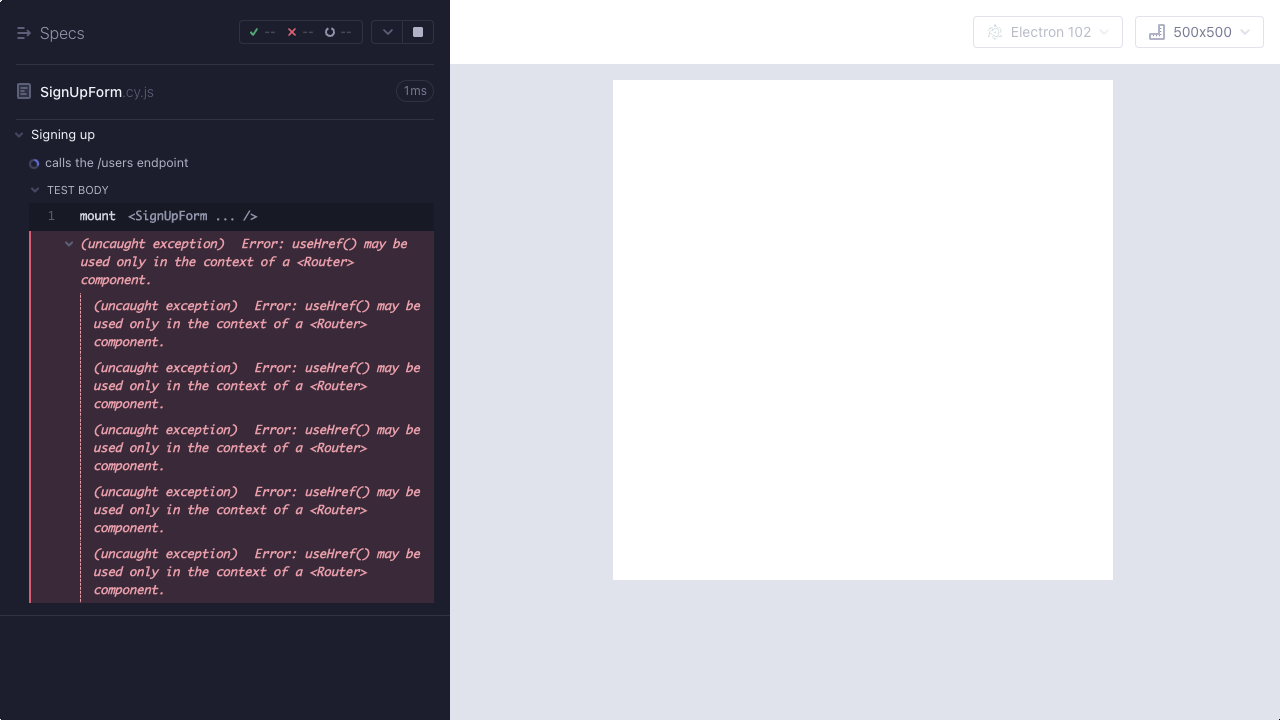 Specs
-- -- --
SignUpForm.cy.js
1ms
Signing up
calls the /users endpoint
TEST BODY
1 mount <SignUpForm ... />
(uncaught exception) Error: useHref() may be
used only in the context of a <Router>
component.
(uncaught exception) Error: useHref() may be
used only in the context of a <Router>
component.
(uncaught exception) Error: useHref() may be
used only in the context of a <Router>
component.
(uncaught exception) Error: useHref() may be
used only in the context of a <Router>
component.
(uncaught exception) Error: useHref() may be
used only in the context of a <Router>
component.
(uncaught exception) Error: useHref() may be
used only in the context of a <Router>
component.
Electron 102
500x500